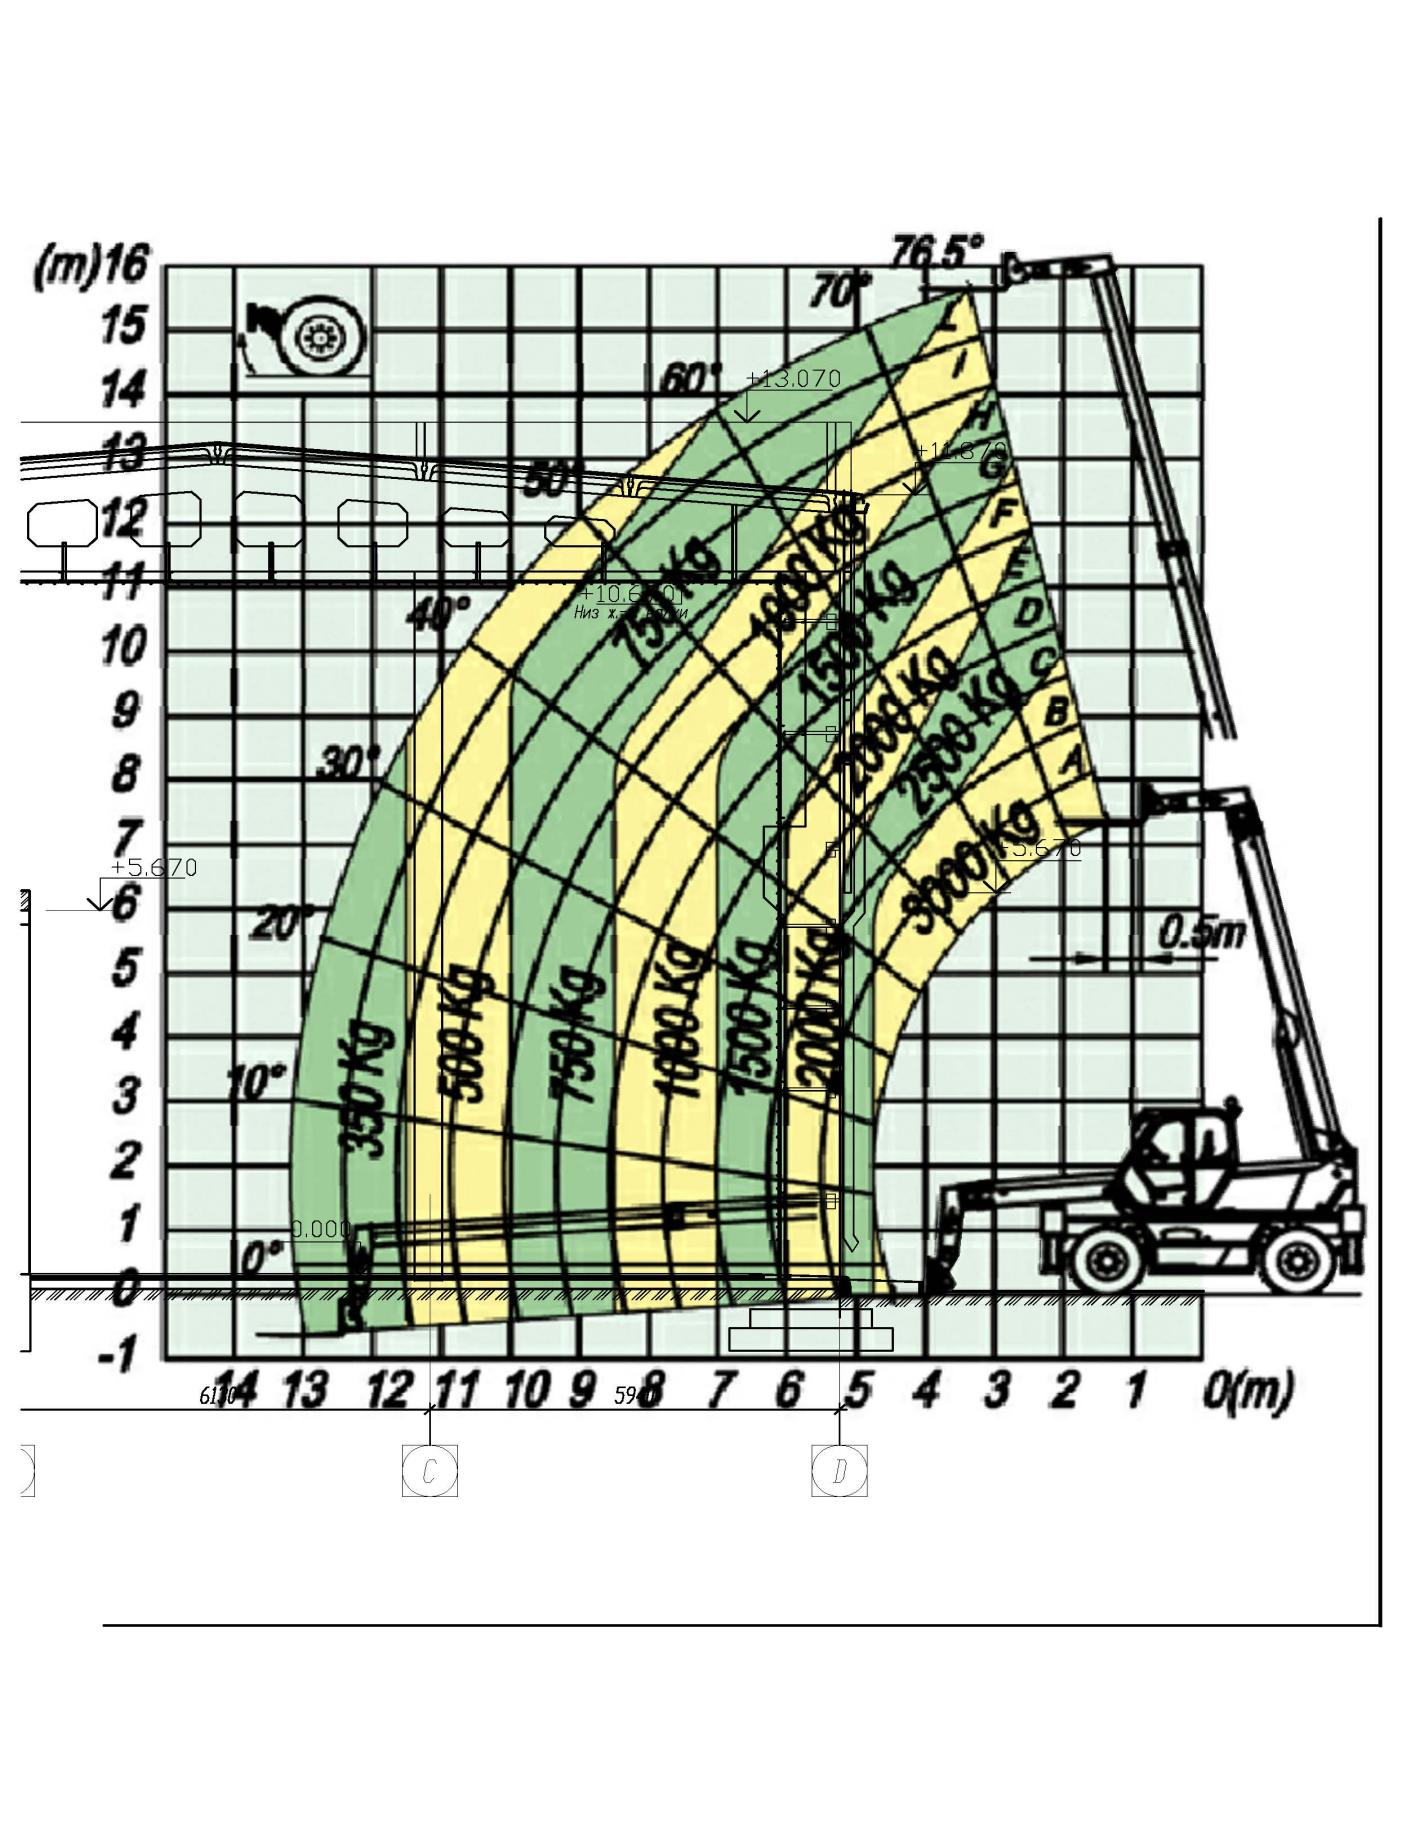 76.5°
(m)16
70°
15
60°
+13.070
14
L
I
H
13
50°
+11.870
G
12
F
E
11
+10.6
Низ ж.
40°
750 Kg
1000 Kg
1500 Kg
D
10
C
2000 Kg
2500 Kg
9
B
30°
A
8
7
3000 Kg
+5.670
+5.670
6
20°
0.5m
5
350 Kg
500 Kg
750 Kg
1000 Kg
1500 Kg
2000 Kg
4
10°
3
2
1
0.000
0°
0
-1
14 13 12 11 10 9 8 7 6 5 4 3 2 1 0(m)
6130
594
C
D